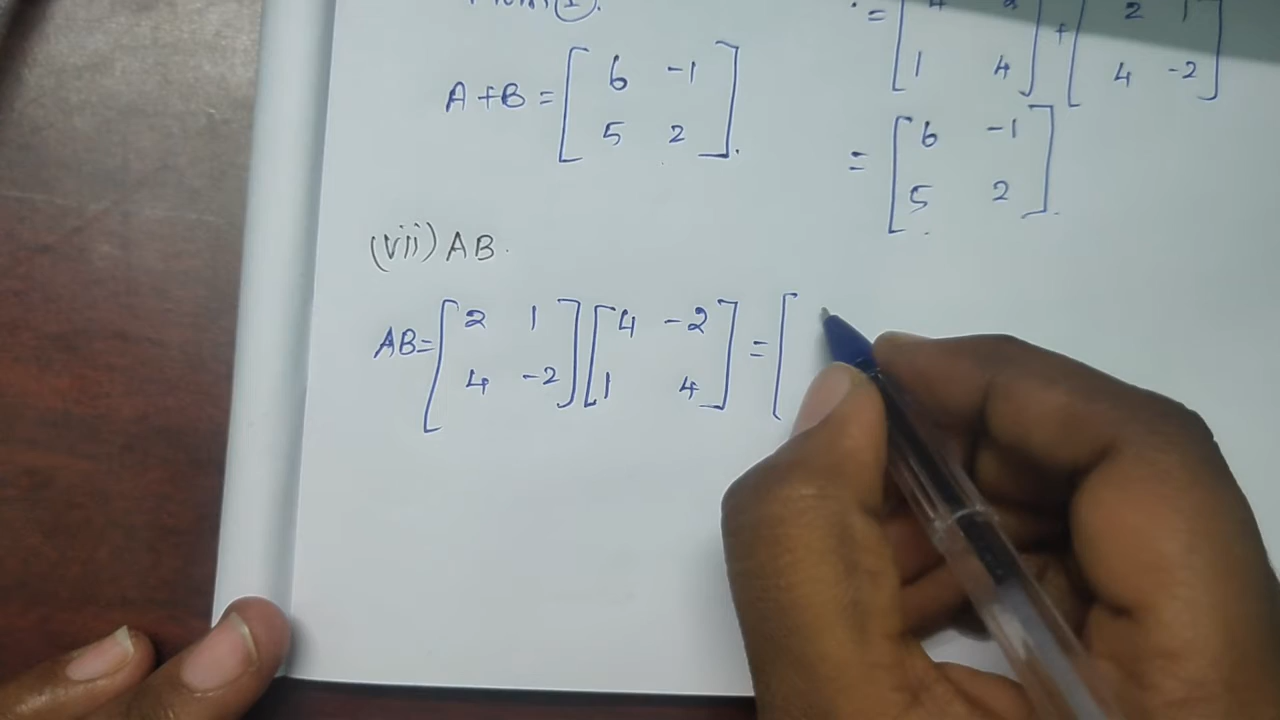 A+B = [6 -1
5 2].
= [ 2] + [2 1
1 4] 4 -2]
= [6 -1
5 2].
(vii) AB.
AB = [2 1 [4 -2 = [
4 -2] 1 4]